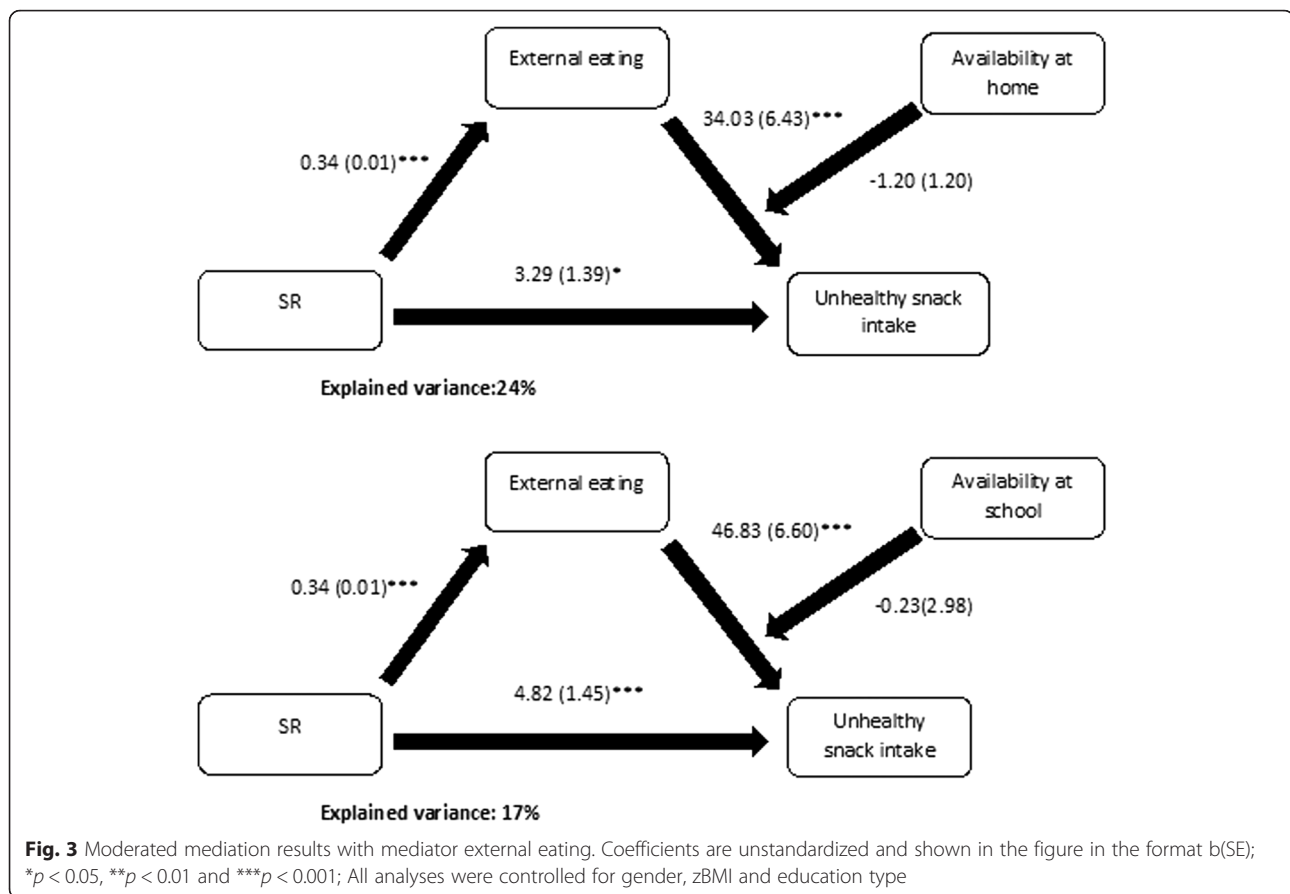 External eating
Availability at
home
34.03 (6.43)***
0.34 (0.01)***
-1.20 (1.20)
3.29 (1.39)*
SR
Unhealthy snack
intake
Explained variance:24%
External eating
Availability at
school
46.83 (6.60)***
0.34 (0.01)***
-0.23(2.98)
4.82 (1.45)***
SR
Unhealthy
snack intake
Explained variance: 17%
Fig. 3 Moderated mediation results with mediator external eating. Coefficients are unstandardized and shown in the figure in the format b(SE);
*p < 0.05, **p < 0.01 and ***p < 0.001; All analyses were controlled for gender, zBMI and education type